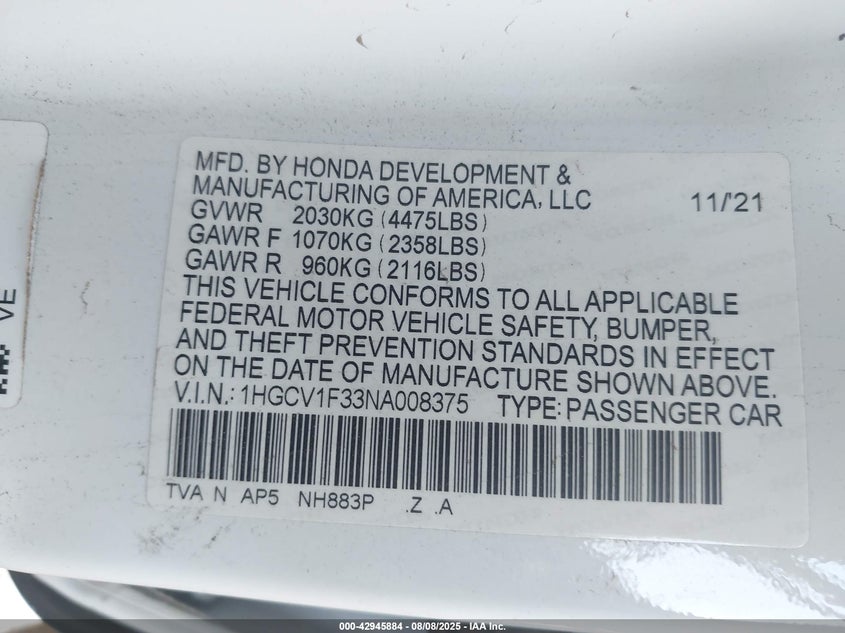 MFD. BY HONDA DEVELOPMENT &
MANUFACTURING OF AMERICA, LLC 11/'21
GVWR 2030KG (4475LBS)
GAWR F 1070KG (2358LBS)
GAWR R 960KG (2116LBS)
THIS VEHICLE CONFORMS TO ALL APPLICABLE
FEDERAL MOTOR VEHICLE SAFETY, BUMPER,
AND THEFT PREVENTION STANDARDS IN EFFECT
ON THE DATE OF MANUFACTURE SHOWN ABOVE.
V.I.N.: 1HGCV1F33NA008375 TYPE: PASSENGER CAR
TVA N AP5 NH883P .Z .A
VE
000-42945884 - 08/08/2025 - IAA Inc.